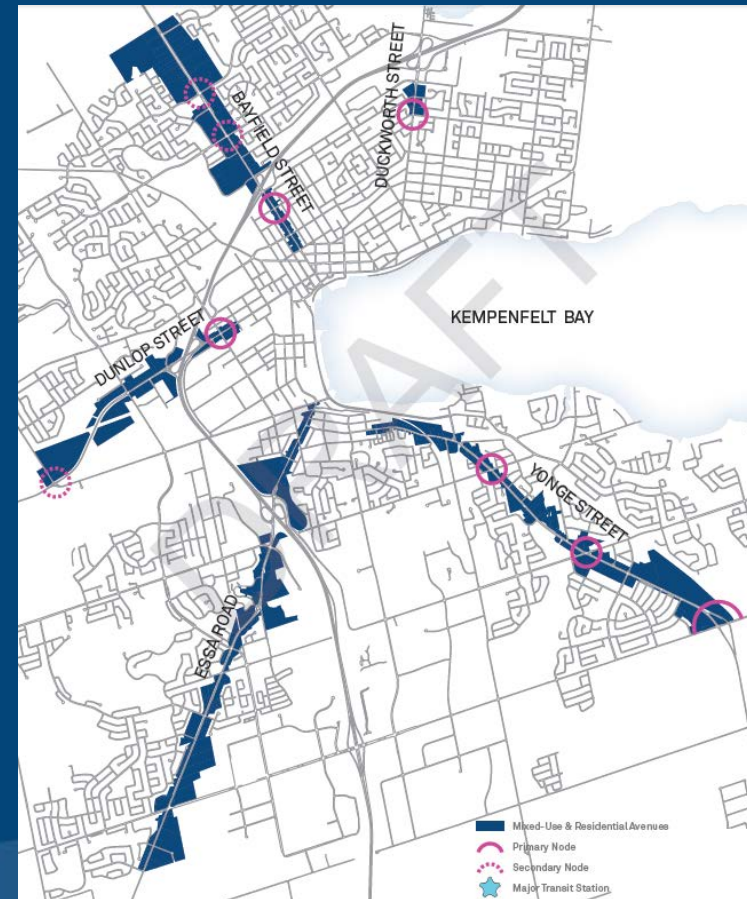 DUCKWORTH STREET
BAYFIELD STREET
KEMPENFELT BAY
DUNLOP STREET
YONGE STREET
ESSA ROAD
DRAFT
Mixed-Use & Residential Avenues
Primary Node
Secondary Node
Major Transit Station